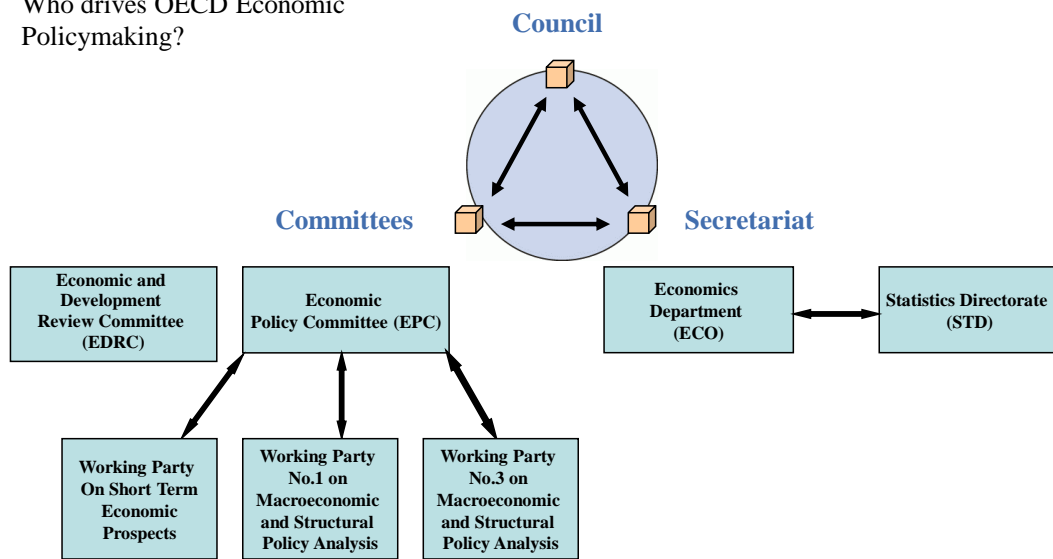 Who drives OECD Economic
Policymaking?
Council
Committees
Secretariat
Economic and
Development
Review Committee
(EDRC)
Economic
Policy Committee (EPC)
Economics
Department
(ECO)
Statistics Directorate
(STD)
Working Party
On Short Term
Economic
Prospects
Working Party
No.1 on
Macroeconomic
and Structural
Policy Analysis
Working Party
No.3 on
Macroeconomic
and Structural
Policy Analysis